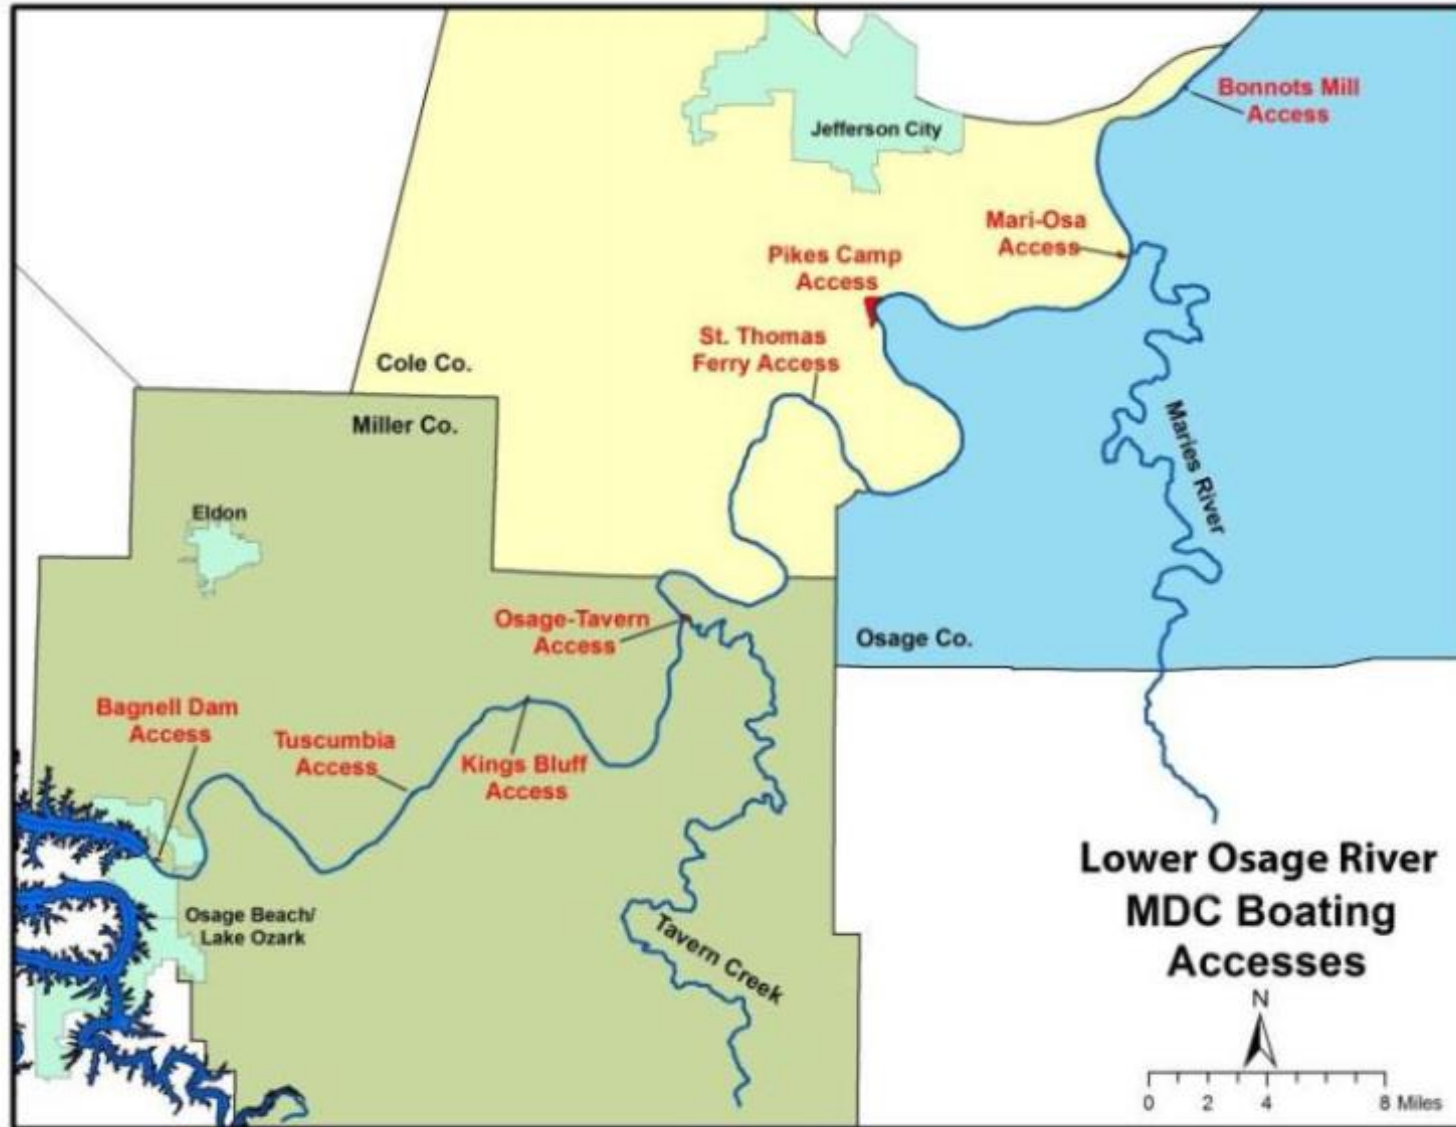 Bonnots Mill
Access
Jefferson City
Mari-Osa
Access
Pikes Camp
Access
St. Thomas
Ferry Access
Cole Co.
Miller Co.
Maries River
Eldon
Osage-Tavern
Access
Osage Co.
Bagnell Dam
Access
Tuscumbia
Access
Kings Bluff
Access
Osage Beach/
Lake Ozark
Tavern Creek
Lower Osage River
MDC Boating
Accesses
N
0 2 4 8 Miles